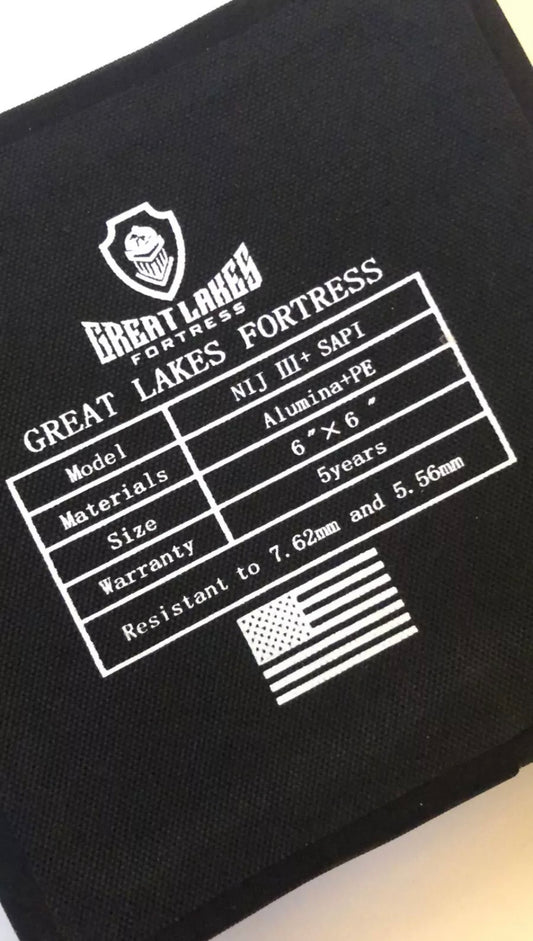 GREAT LAKES
FORTRESS
GREAT LAKES FORTRESS
Model NIJ III+ SAPI
Materials Alumina+PE
Size 6"×6"
Warranty 5years
Resistant to 7.62mm and 5.56mm